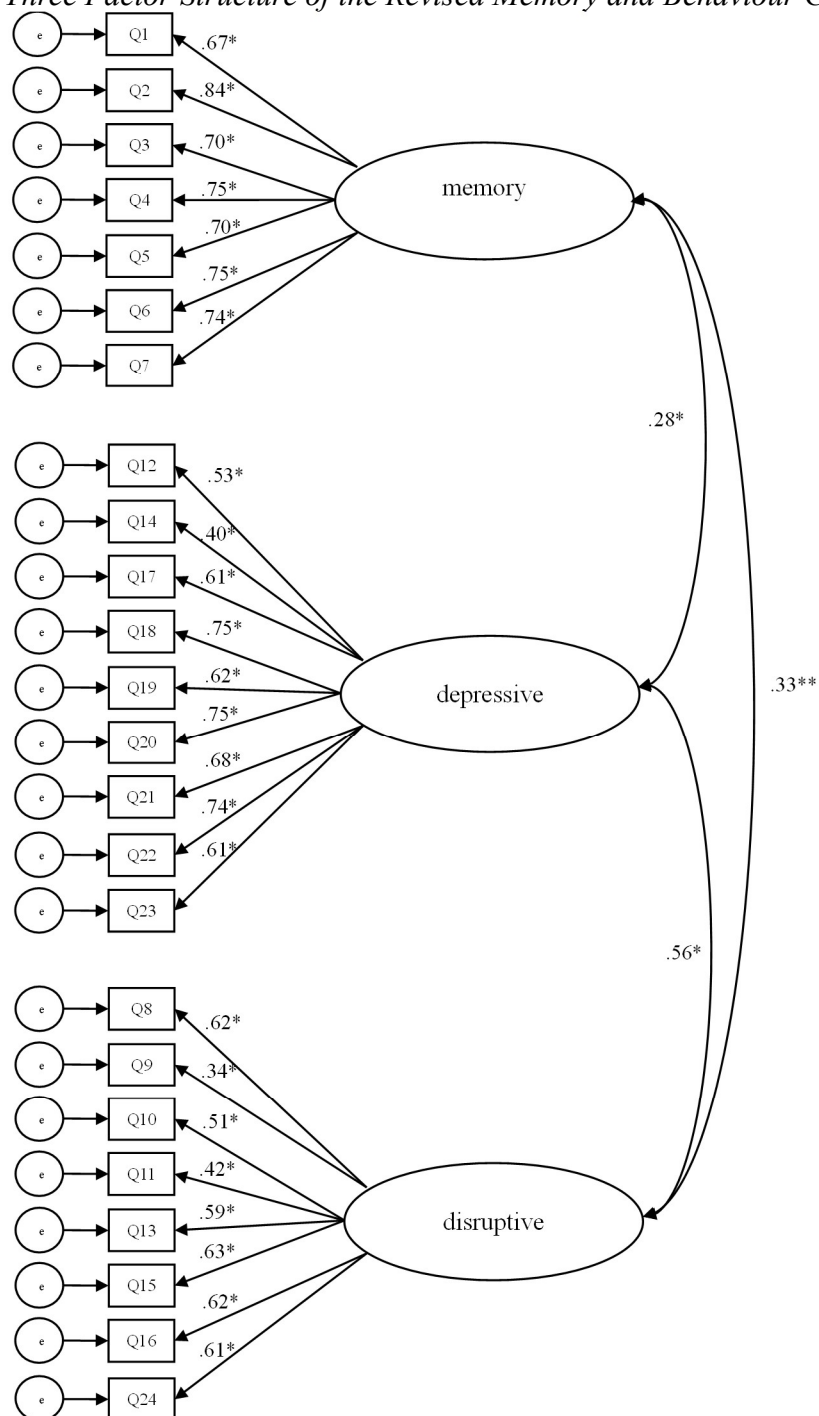 Three Factor Structure of the Revised Memory and Behaviour
e Q1 .67*
e Q2 .84*
e Q3 .70*
e Q4 .75*
memory
e Q5 .70*
e Q6 .75*
e Q7 .74*
.28*
e Q12 .53*
e Q14 .40*
e Q17 .61*
e Q18 .75*
e Q19 .62*
depressive
.33**
e Q20 .75*
e Q21 .68*
e Q22 .74*
e Q23 .61*
.56*
e Q8 .62*
e Q9 .34*
e Q10 .51*
e Q11 .42*
e Q13 .59*
disruptive
e Q15 .63*
e Q16 .62*
e Q24 .61*